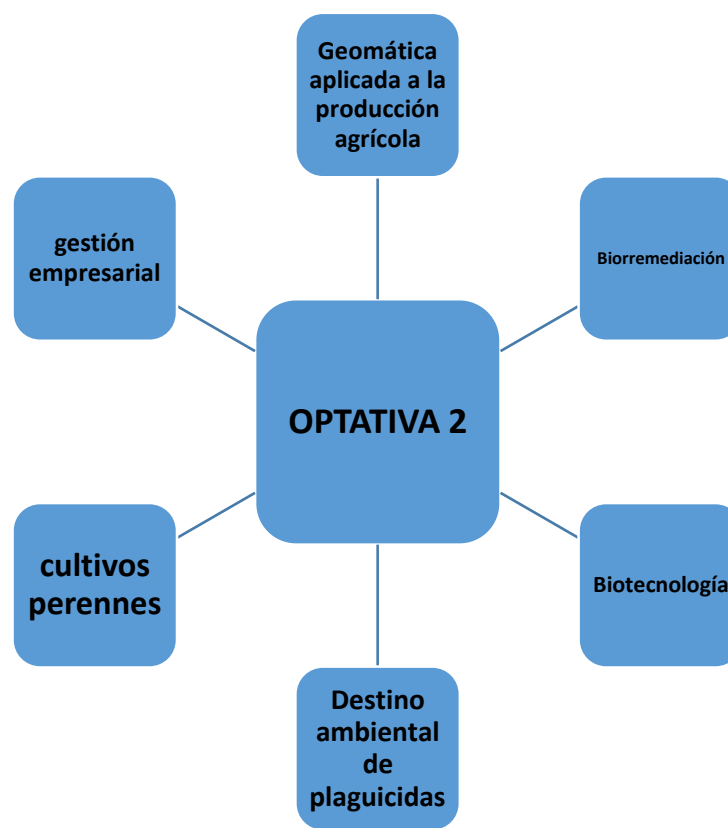 Geomática
aplicada a la
producción
agrícola
gestión
empresarial
Biorremediación
OPTATIVA 2
cultivos
perennes
Biotecnología
Destino
ambiental
de
plaguicidas